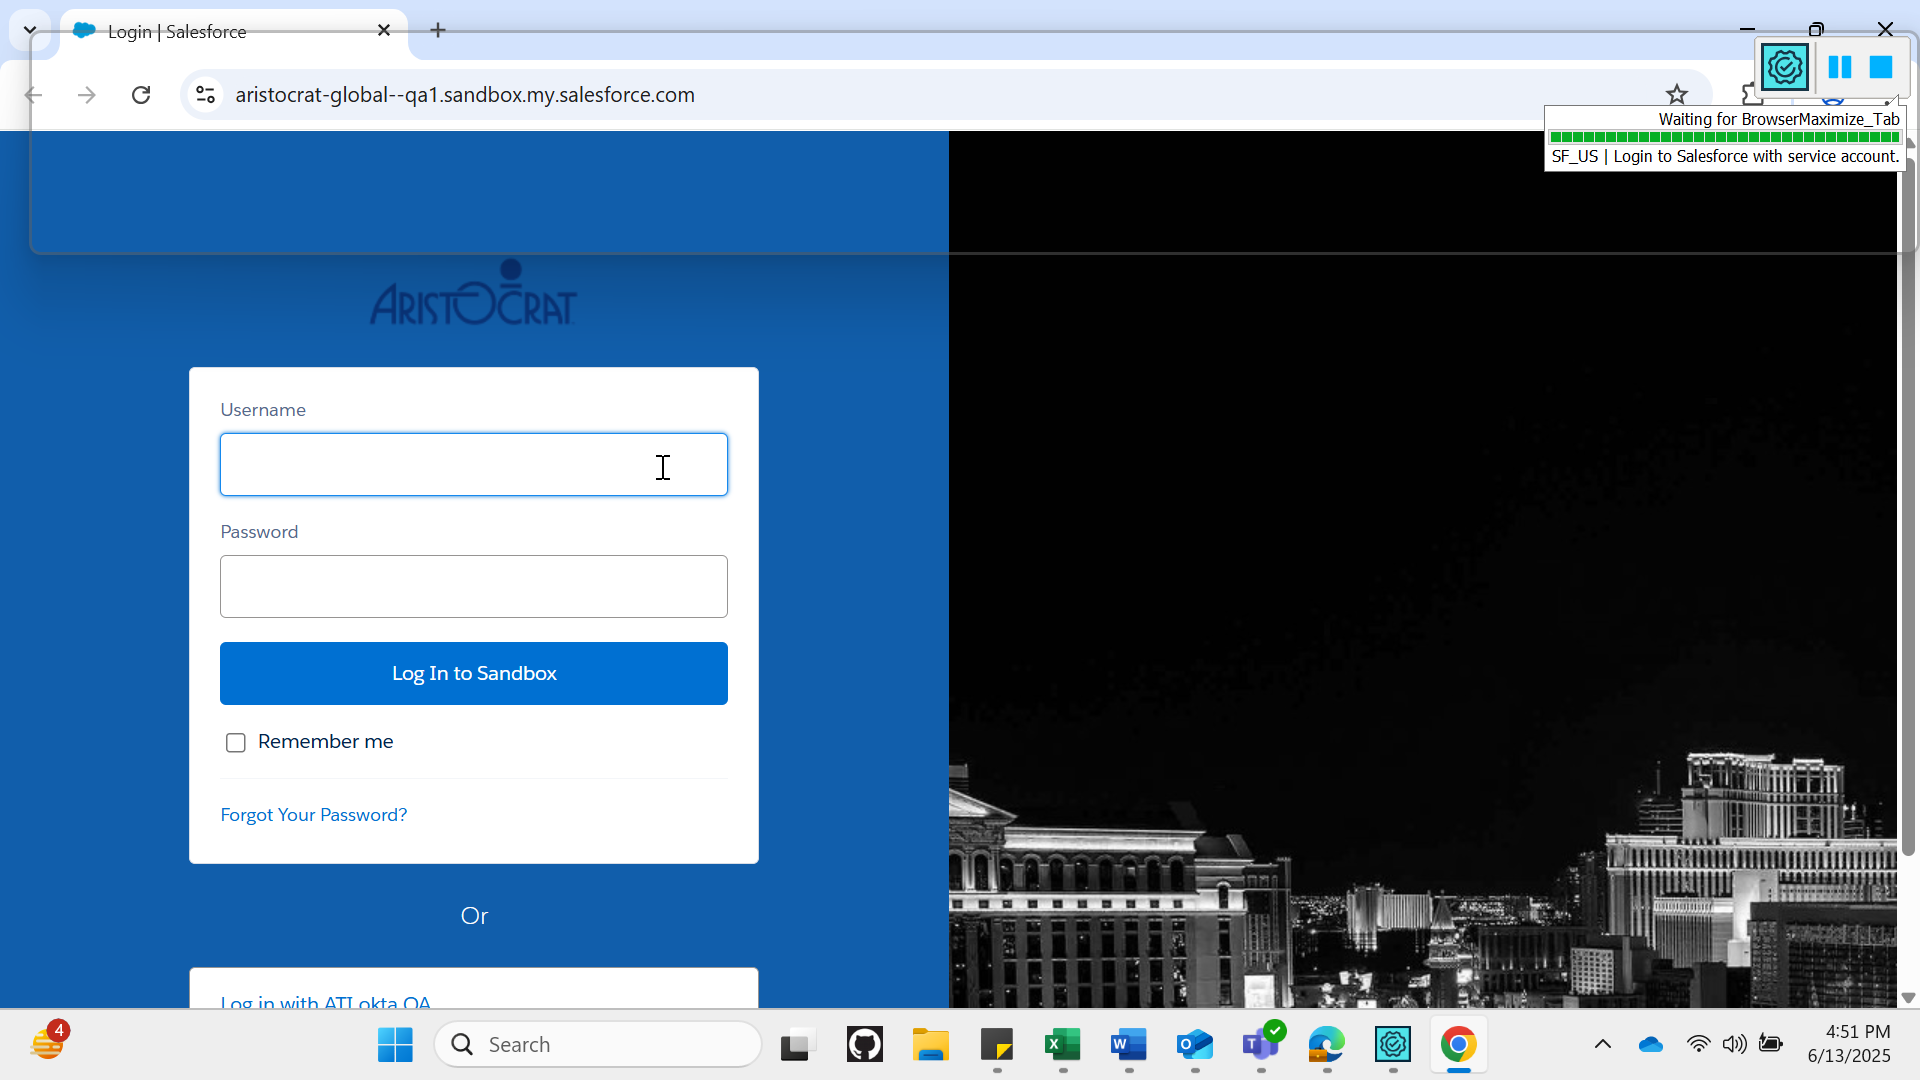 Login | Salesforce
aristocrat-global--qa1.sandbox.my.salesforce.com
Waiting for BrowserMaximize_Tab
SF_US | Login to Salesforce with service account.
ARISTOCRAT
Username
Password
Log In to Sandbox
Remember me
Forgot Your Password?
Or
Log in with ATI okta QA
4
Search
4:51 PM
6/13/2025